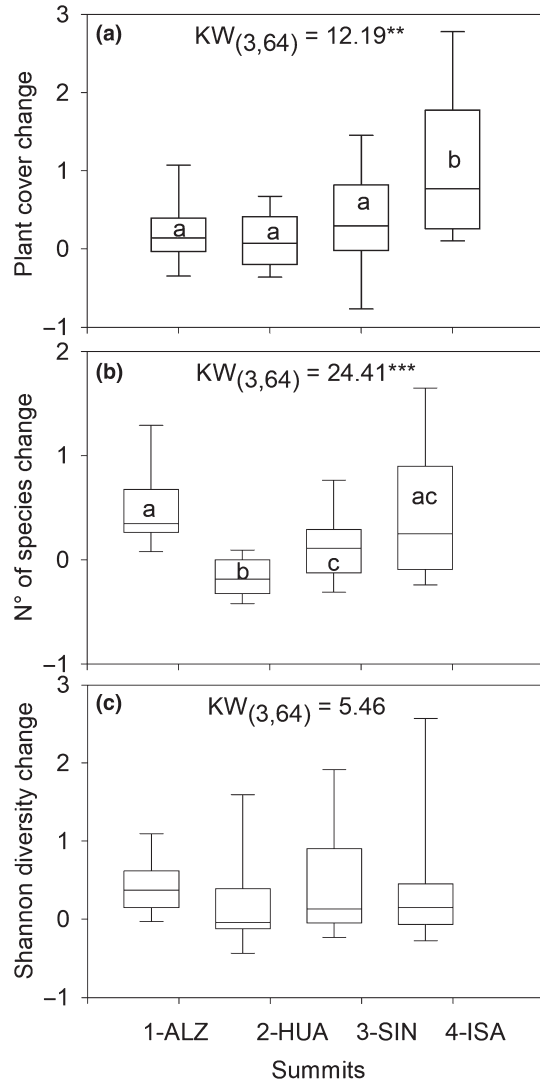 (a) KW(3,64) = 12.19**
3
2
1
0
−1
Plant cover change
a a a b
(b) KW(3,64) = 24.41***
2
1
0
−1
N° of species change
a b c ac
(c) KW(3,64) = 5.46
3
2
1
0
−1
Shannon diversity change
1-ALZ 2-HUA 3-SIN 4-ISA
Summits